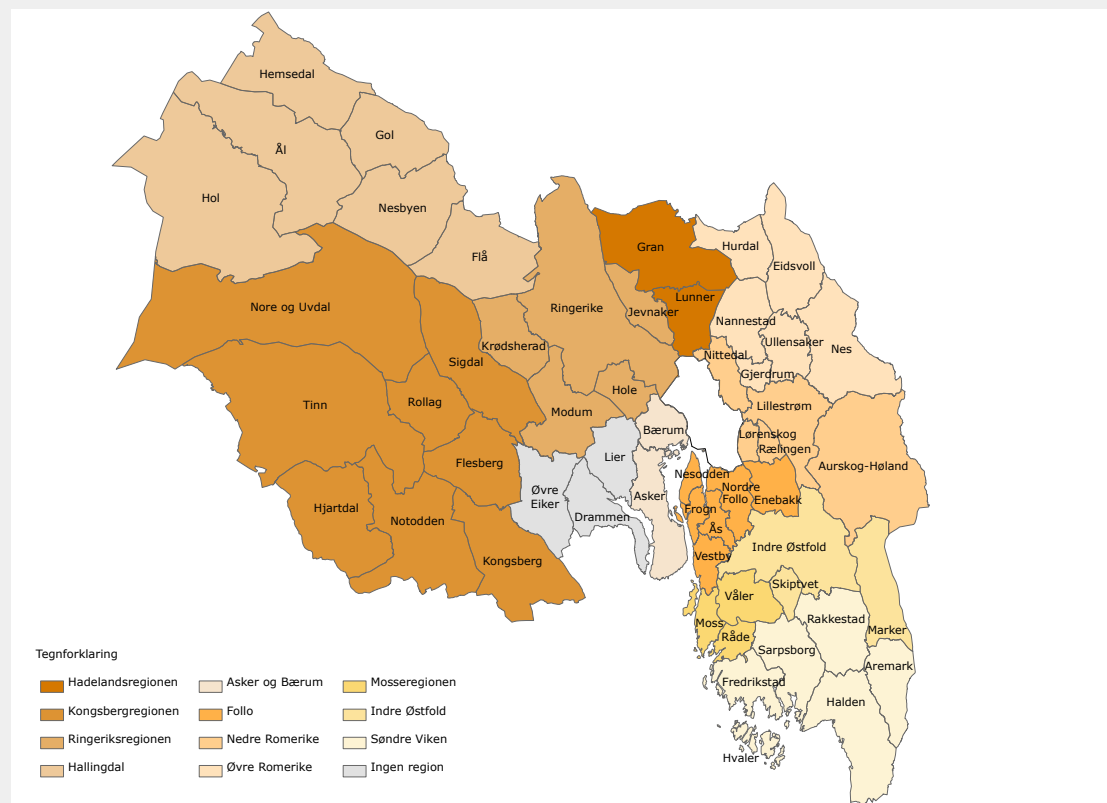 Hemsedal
Gol
Ål
Hol
Nesbyen
Flå
Gran
Hurdal
Eidsvoll
Nore og Uvdal
Ringerike
Lunner
Jevnaker
Nannestad
Ullensaker
Nes
Krødsherad
Nittedal
Sigdal
Gjerdrum
Hole
Tinn
Rollag
Modum
Lillestrøm
Bærum
Lørenskog
Rælingen
Lier
Flesberg
Aurskog-Høland
Nesodden
Øvre
Eiker
Nordre
Follo
Enebakk
Asker
Hjartdal
Notodden
Drammen
Frogn
Ås
Indre Østfold
Vestby
Kongsberg
Skiptvet
Våler
Rakkestad
Moss
Marker
Råde
Sarpsborg
Aremark
Fredrikstad
Halden
Hvaler
Tegnforklaring
Hadelandsregionen
Kongsbergregionen
Ringeriksregionen
Hallingdal
Asker og Bærum
Follo
Nedre Romerike
Øvre Romerike
Mosseregionen
Indre Østfold
Søndre Viken
Ingen region